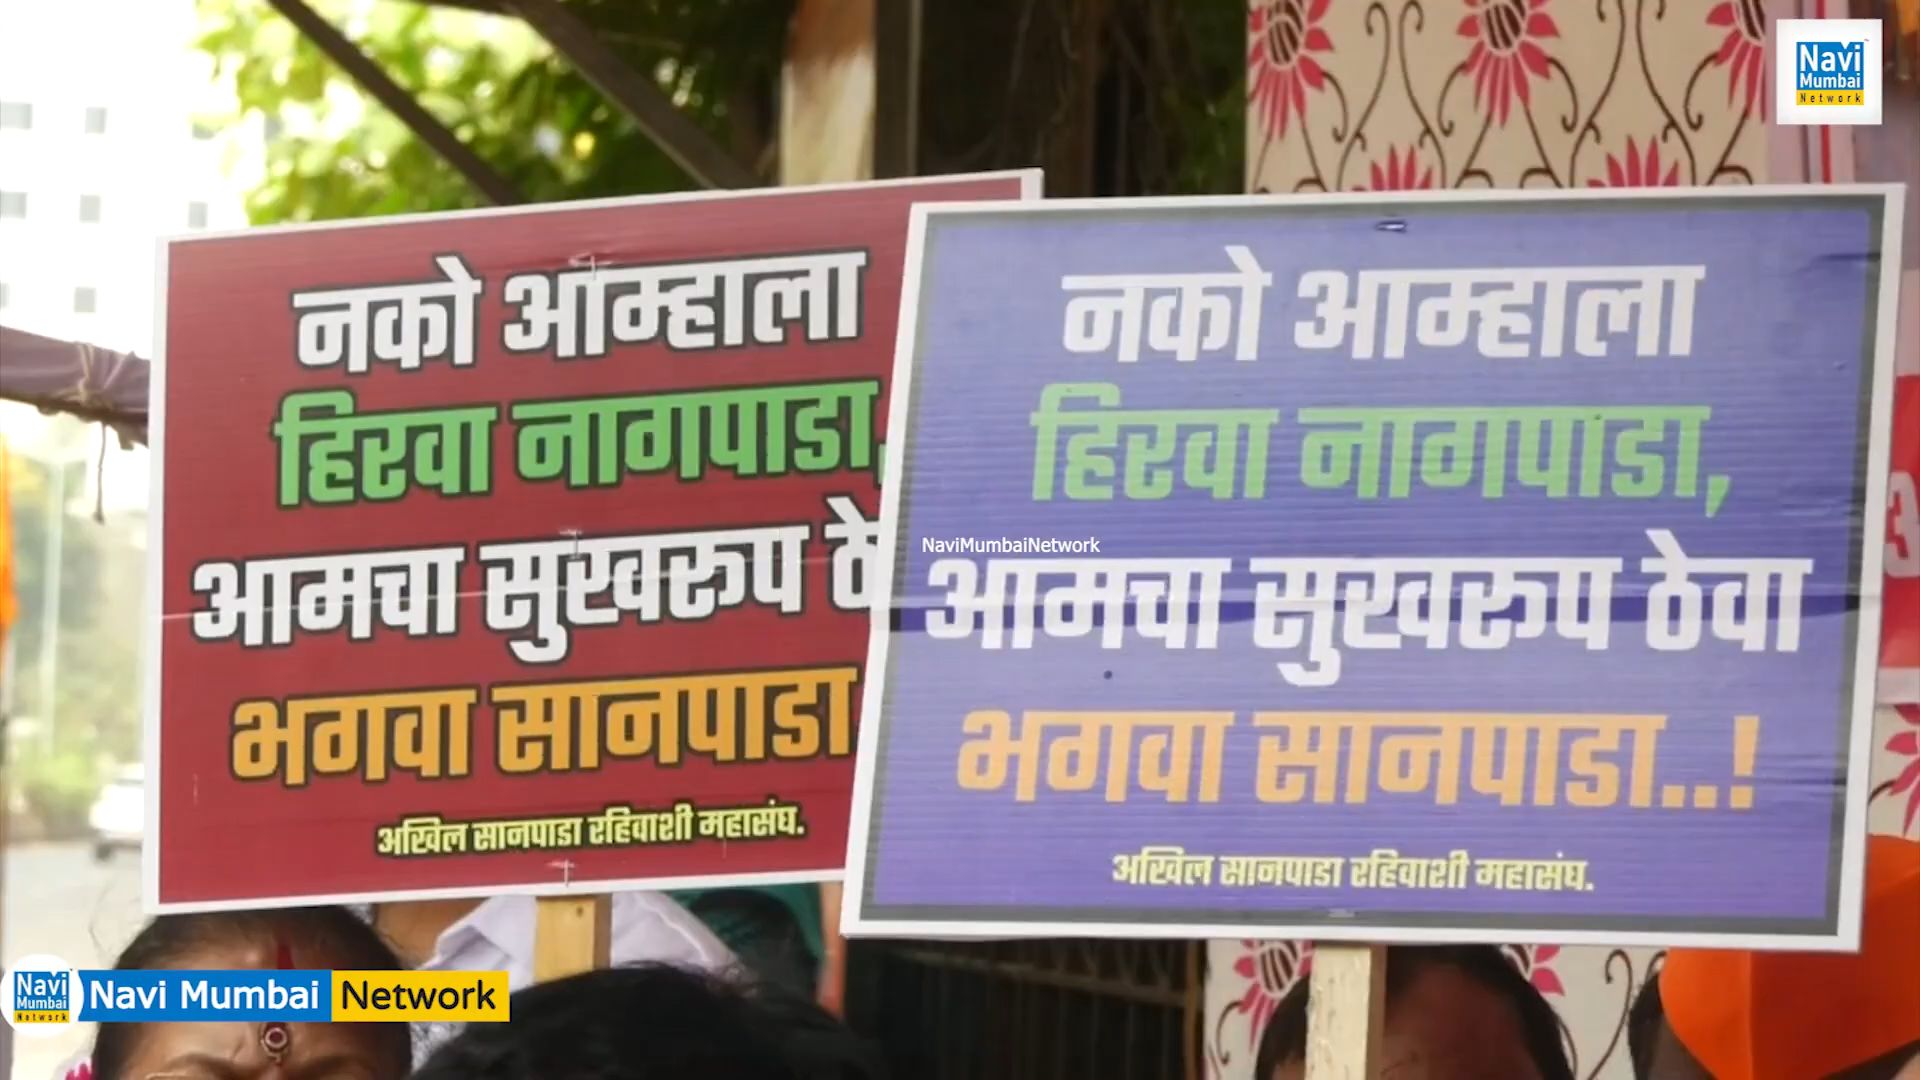 नको आम्हाला
हिरवा नागपाडा,
आमचा सुखरूप ठे
भगवा सानपाडा
अखिल सानपाडा रहिवाशी महासंघ.
नको आम्हाला
हिरवा नागपाडा,
NaviMumbaiNetwork
आमचा सुखरूप ठेवा
भगवा सानपाडा..!
अखिल सानपाडा रहिवाशी महासंघ.
Navi
Mumbai
Network
Navi
Mumbai
Network
Navi Mumbai Network